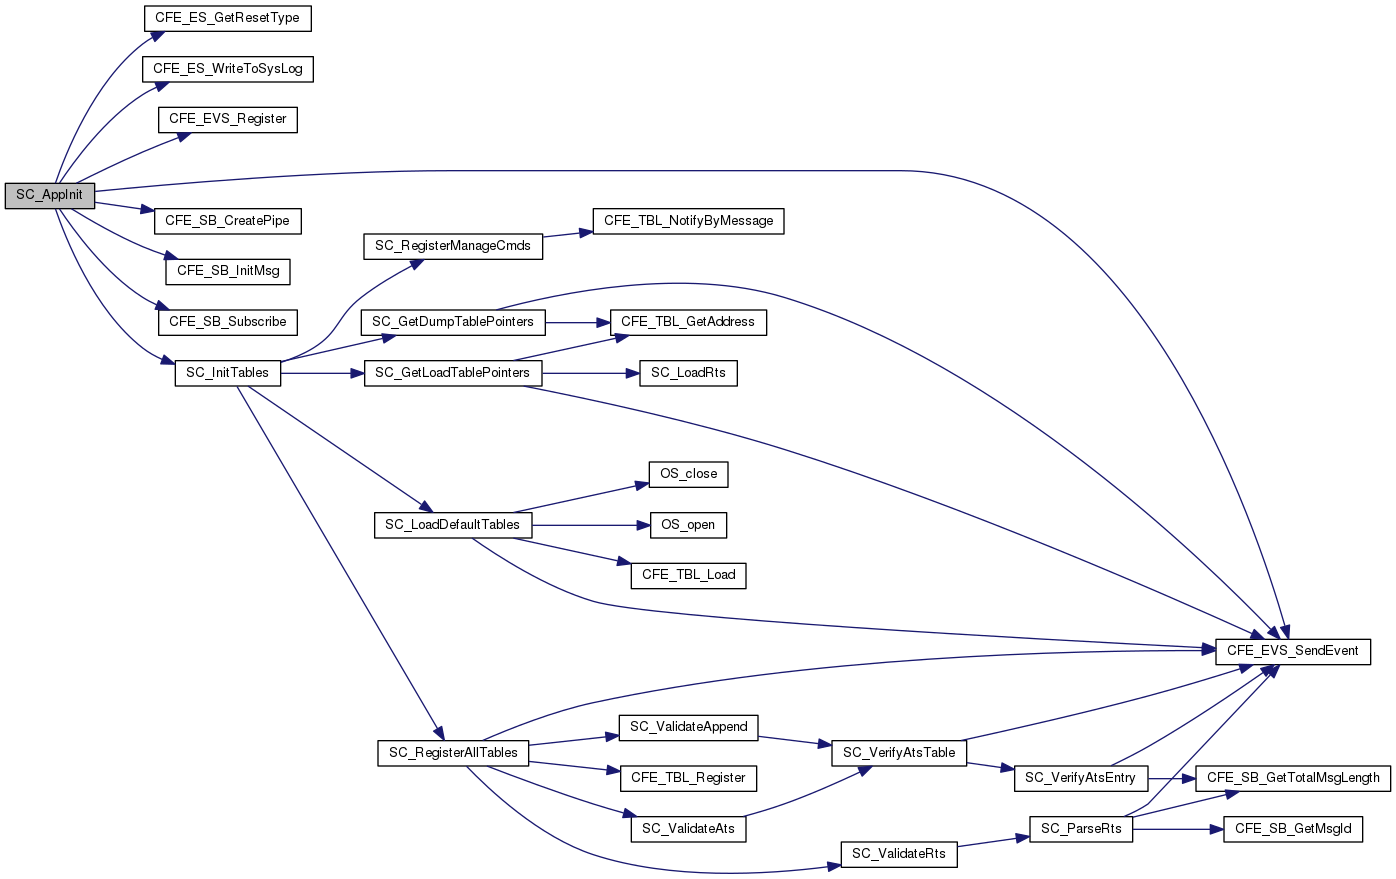 CFE_ES_GetResetType
CFE_ES_WriteToSysLog
CFE_EVS_Register
SC_AppInit
CFE_SB_CreatePipe
CFE_TBL_NotifyByMessage
SC_RegisterManageCmds
CFE_SB_InitMsg
CFE_SB_Subscribe
SC_GetDumpTablePointers
CFE_TBL_GetAddress
SC_InitTables
SC_GetLoadTablePointers
SC_LoadRts
OS_close
SC_LoadDefaultTables
OS_open
CFE_TBL_Load
CFE_EVS_SendEvent
SC_ValidateAppend
SC_RegisterAllTables
SC_VerifyAtsTable
CFE_TBL_Register
SC_VerifyAtsEntry
CFE_SB_GetTotalMsgLength
SC_ValidateAts
SC_ParseRts
CFE_SB_GetMsgId
SC_ValidateRts